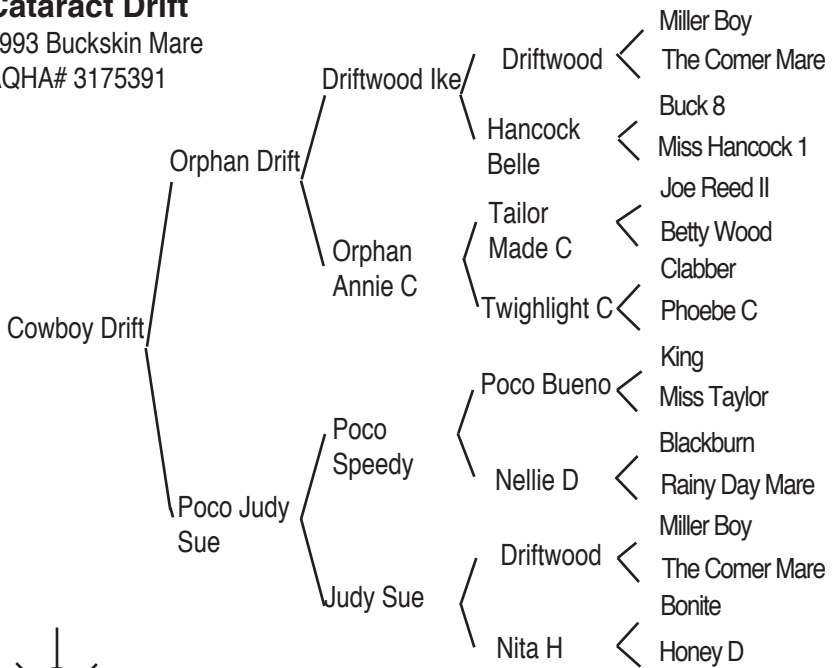 Cataract Drift
1993 Buckskin Mare
AQHA# 3175391
Miller Boy
Driftwood
The Comer Mare
Driftwood Ike
Buck 8
Hancock
Belle
Miss Hancock 1
Orphan Drift
Joe Reed II
Tailor
Made C
Betty Wood
Orphan
Annie C
Clabber
Twighlight C
Phoebe C
Cowboy Drift
King
Poco Bueno
Miss Taylor
Poco
Speedy
Blackburn
Nellie D
Rainy Day Mare
Poco Judy
Sue
Miller Boy
Driftwood
The Comer Mare
Judy Sue
Bonite
Nita H
Honey D